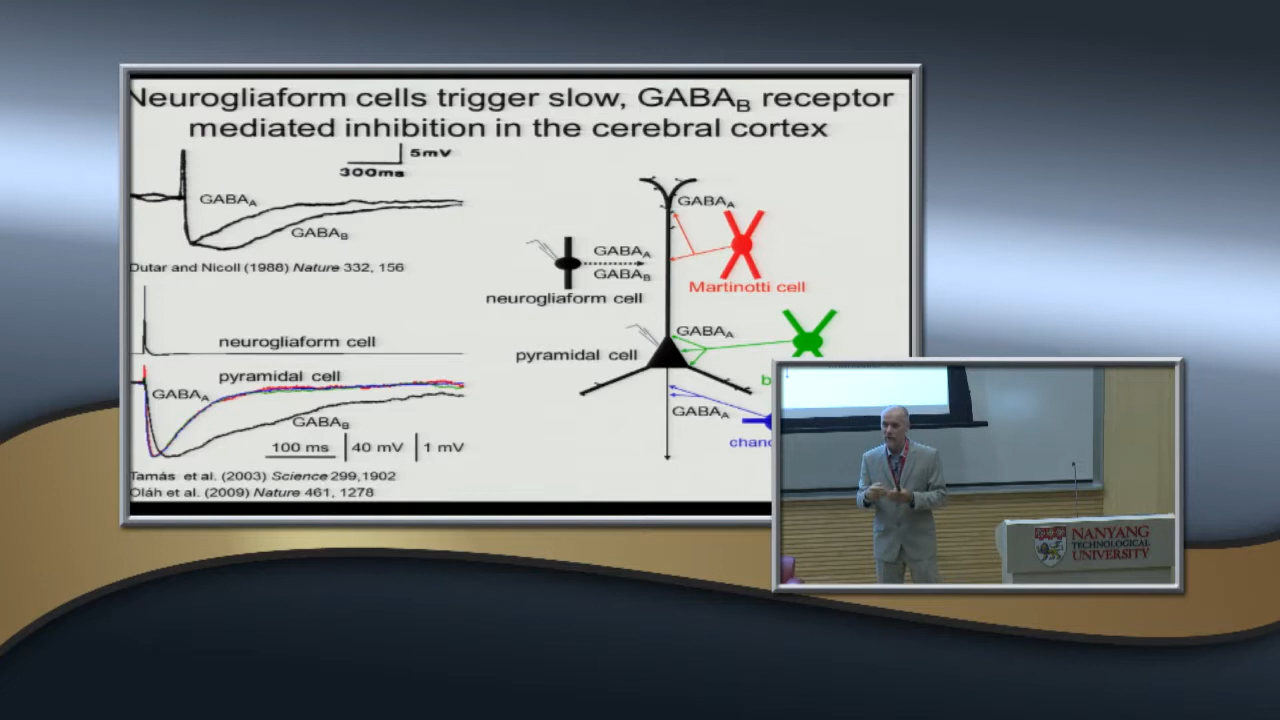 Neurogliaform cells trigger slow, GABAB receptor
mediated inhibition in the cerebral cortex
5mV
300ms
GABAA
GABAB
Dutar and Nicoll (1988) Nature 332, 156
neurogliaform cell
pyramidal cell
GABAA
GABAB
100 ms
40 mV
1 mV
Tamás et al. (2003) Science 299,1902
Oláh et al. (2009) Nature 461, 1278
GABAA
GABAA
GABAB
neurogliaform cell
Martinotti cell
GABAA
pyramidal cell
b
GABAA
chanc
NANYANG
TECHNOLOGICAL
UNIVERSITY